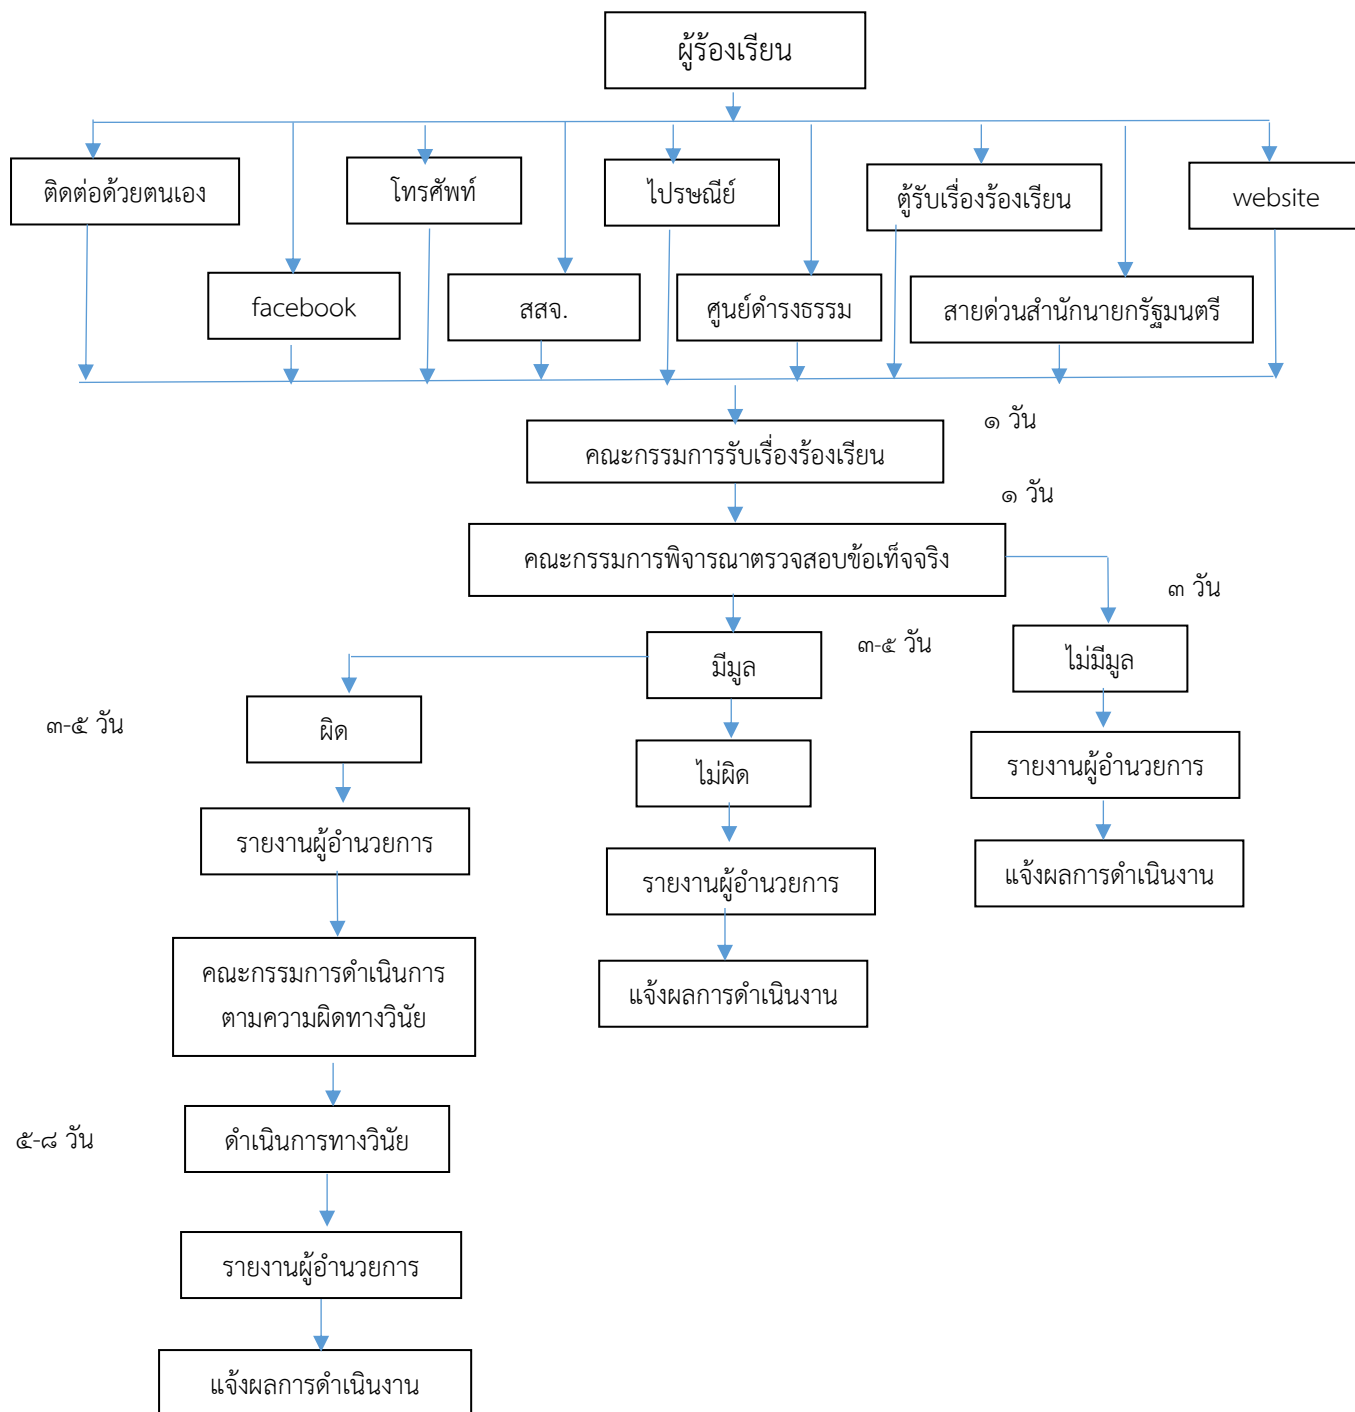 ผู้ร้องเรียน
ติดต่อด้วยตนเอง
โทรศัพท์
ไปรษณีย์
ตู้รับเรื่องร้องเรียน
website
facebook
สสจ.
ศูนย์ดำรงธรรม
สายด่วนสำนักนายกรัฐมนตรี
๑ วัน
คณะกรรมการรับเรื่องร้องเรียน
๑ วัน
คณะกรรมการพิจารณาตรวจสอบข้อเท็จจริง
๓ วัน
๓-๕ วัน
มีมูล
ไม่มีมูล
๓-๕ วัน
ผิด
ไม่ผิด
รายงานผู้อำนวยการ
รายงานผู้อำนวยการ
รายงานผู้อำนวยการ
แจ้งผลการดำเนินงาน
คณะกรรมการดำเนินการ
ตามความผิดทางวินัย
แจ้งผลการดำเนินงาน
๕-๘ วัน
ดำเนินการทางวินัย
รายงานผู้อำนวยการ
แจ้งผลการดำเนินงาน